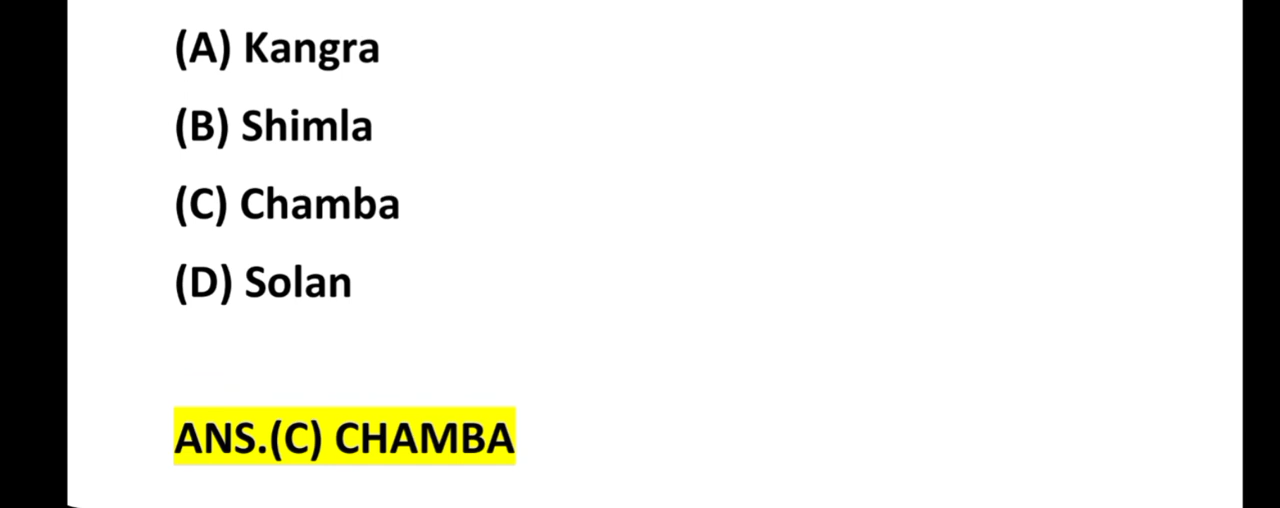 (A) Kangra
(B) Shimla
(C) Chamba
(D) Solan
ANS.(C) CHAMBA